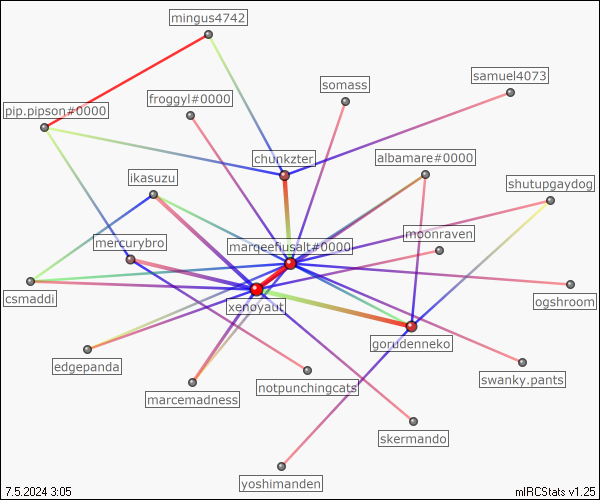 mingus4742
samuel4073
somass
froggyl#0000
pip.pipson#0000
chunkzter
albamare#0000
ikasuzu
shutupgaydog
moonraven
mercurybro
marceefusalt#0000
csmaddi
xenoyaut
ogshroom
gorudenneko
edgepanda
swanky.pants
notpunchingcats
marcemadness
skermando
yoshimanden
7.5.2024 3:05
mIRCStats v1.25